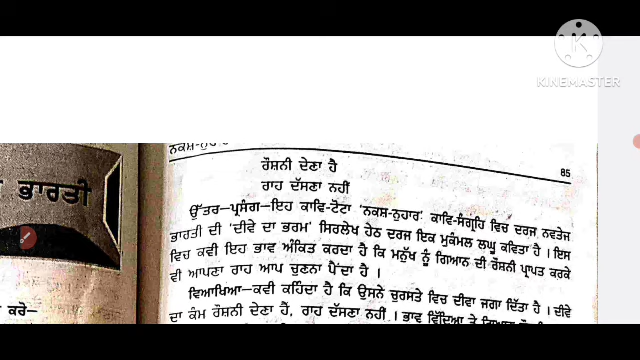 KINEMASTER
ਭਾਰਤੀ
ਕਰੇ—
85
ਰੌਸ਼ਨੀ ਦੇਣਾ ਹੈ
ਰਾਹ ਦੱਸਣਾ ਨਹੀਂ
ਉੱਤਰ—ਪ੍ਰਸੰਗ—ਇਹ ਕਾਵਿ-ਟੋਟਾ 'ਨਕਸ਼-ਨੁਹਾਰ' ਕਾਵਿ-ਸੰਗ੍ਰਹਿ ਵਿਚ ਦਰਜ ਨਵਤੇਜ
ਭਾਰਤੀ ਦੀ 'ਦੀਵੇ ਦਾ ਭਰਮ' ਸਿਰਲੇਖ ਹੇਠ ਦਰਜ ਇਕ ਮੁਕੰਮਲ ਲਘੂ ਕਵਿਤਾ ਹੈ । ਇਸ
ਵਿਚ ਕਵੀ ਇਹ ਭਾਵ ਅੰਕਿਤ ਕਰਦਾ ਹੈ ਕਿ ਮਨੁੱਖ ਨੂੰ ਗਿਆਨ ਦੀ ਰੌਸ਼ਨੀ ਪ੍ਰਾਪਤ ਕਰਕੇ
ਵੀ ਆਪਣਾ ਰਾਹ ਆਪ ਚੁਣਨਾ ਪੈਂਦਾ ਹੈ ।
ਵਿਆਖਿਆ—ਕਵੀ ਕਹਿੰਦਾ ਹੈ ਕਿ ਉਸਨੇ ਚੁਰਸਤੇ ਵਿਚ ਦੀਵਾ ਜਗਾ ਦਿੱਤਾ ਹੈ । ਦੀਵੇ
ਦਾ ਕੰਮ ਰੌਸ਼ਨੀ ਦੇਣਾ ਹੈ, ਰਾਹ ਦੱਸਣਾ ਨਹੀਂ । ਭਾਵ ਵਿੱਦਿਆ ਤੇ